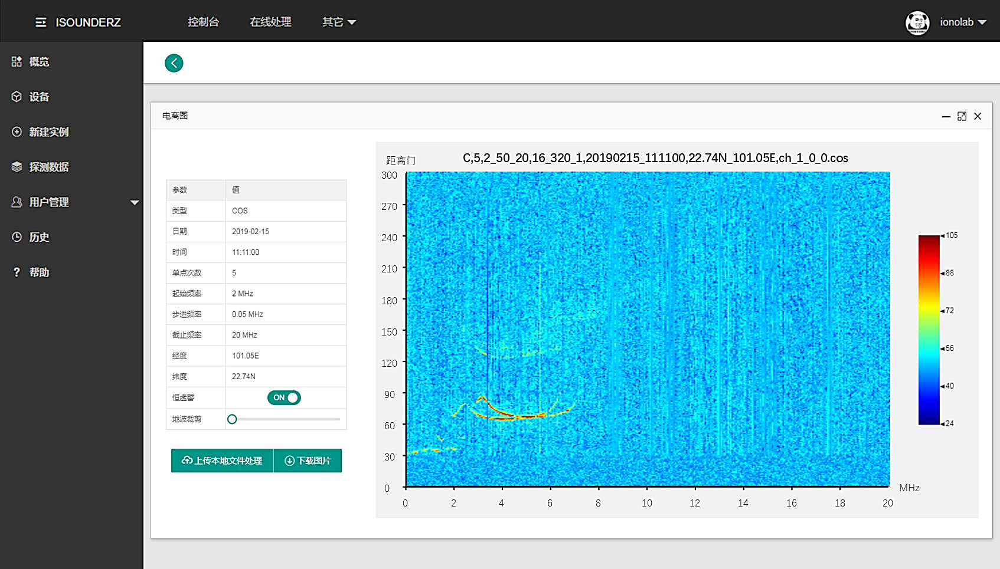 ISOUNDERZ
控制台
在线处理
其它
ionolab
概览
设备
新建实例
探测数据
用户管理
历史
? 帮助
电离图
参数 值
类型 COS
日期 2019-02-15
时间 11:11:00
单点次数 5
起始频率 2 MHz
步进频率 0.05 MHz
截止频率 20 MHz
经度 101.05E
纬度 22.74N
恒虚警 ON
地波裁剪
上传本地文件处理
下载图片
距离门
C,5,2_50_20,16_320_1,20190215_111100,22.74N_101.05E,ch_1_0_0.cos
300
270
240
210
180
150
120
90
60
30
0
0 2 4 6 8 10 12 14 16 18 20
MHz
105
88
72
56
40
24